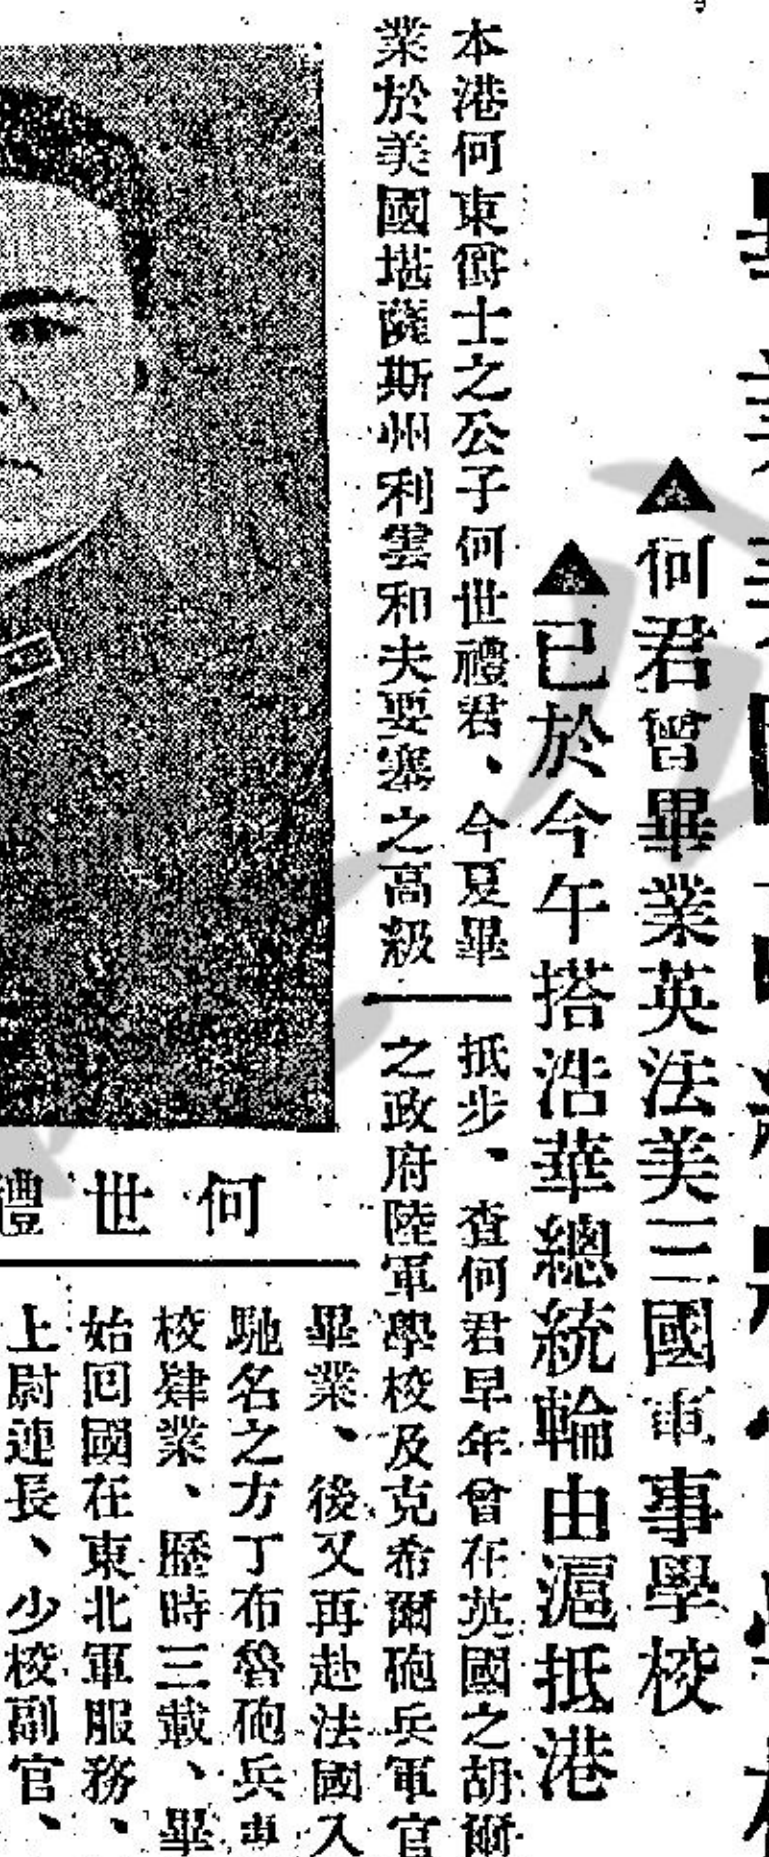 ▲何君曾畢業英法美三國軍事學校
▲已於今午搭浩華總統輪由滬抵港
本港何東爵士之公子何世禮君、今夏畢
業於美國堪薩斯州利雲和夫要塞之高級
抵步、查何君早年曾在英國之胡爾
之政府陸軍學校及克希爾砲兵軍官
畢業、後又再赴法國入
馳名之方丁布魯砲兵專
校肄業、歷時三載、畢
始回國在東北軍服務、
上尉連長、少校副官、
何世禮